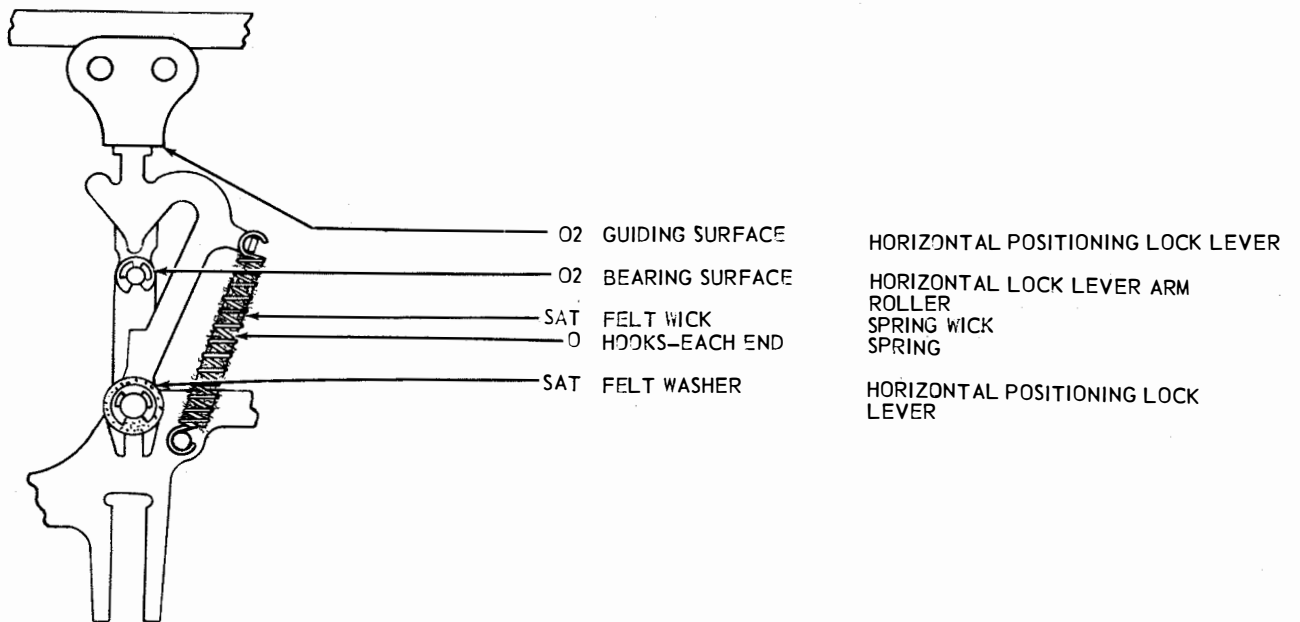 O2 GUIDING SURFACE HORIZONTAL POSITIONING LOCK LEVER
O2 BEARING SURFACE HORIZONTAL LOCK LEVER ARM
ROLLER
SAT FELT WICK SPRING WICK
O HOOKS-EACH END SPRING
SAT FELT WASHER HORIZONTAL POSITIONING LOCK
LEVER